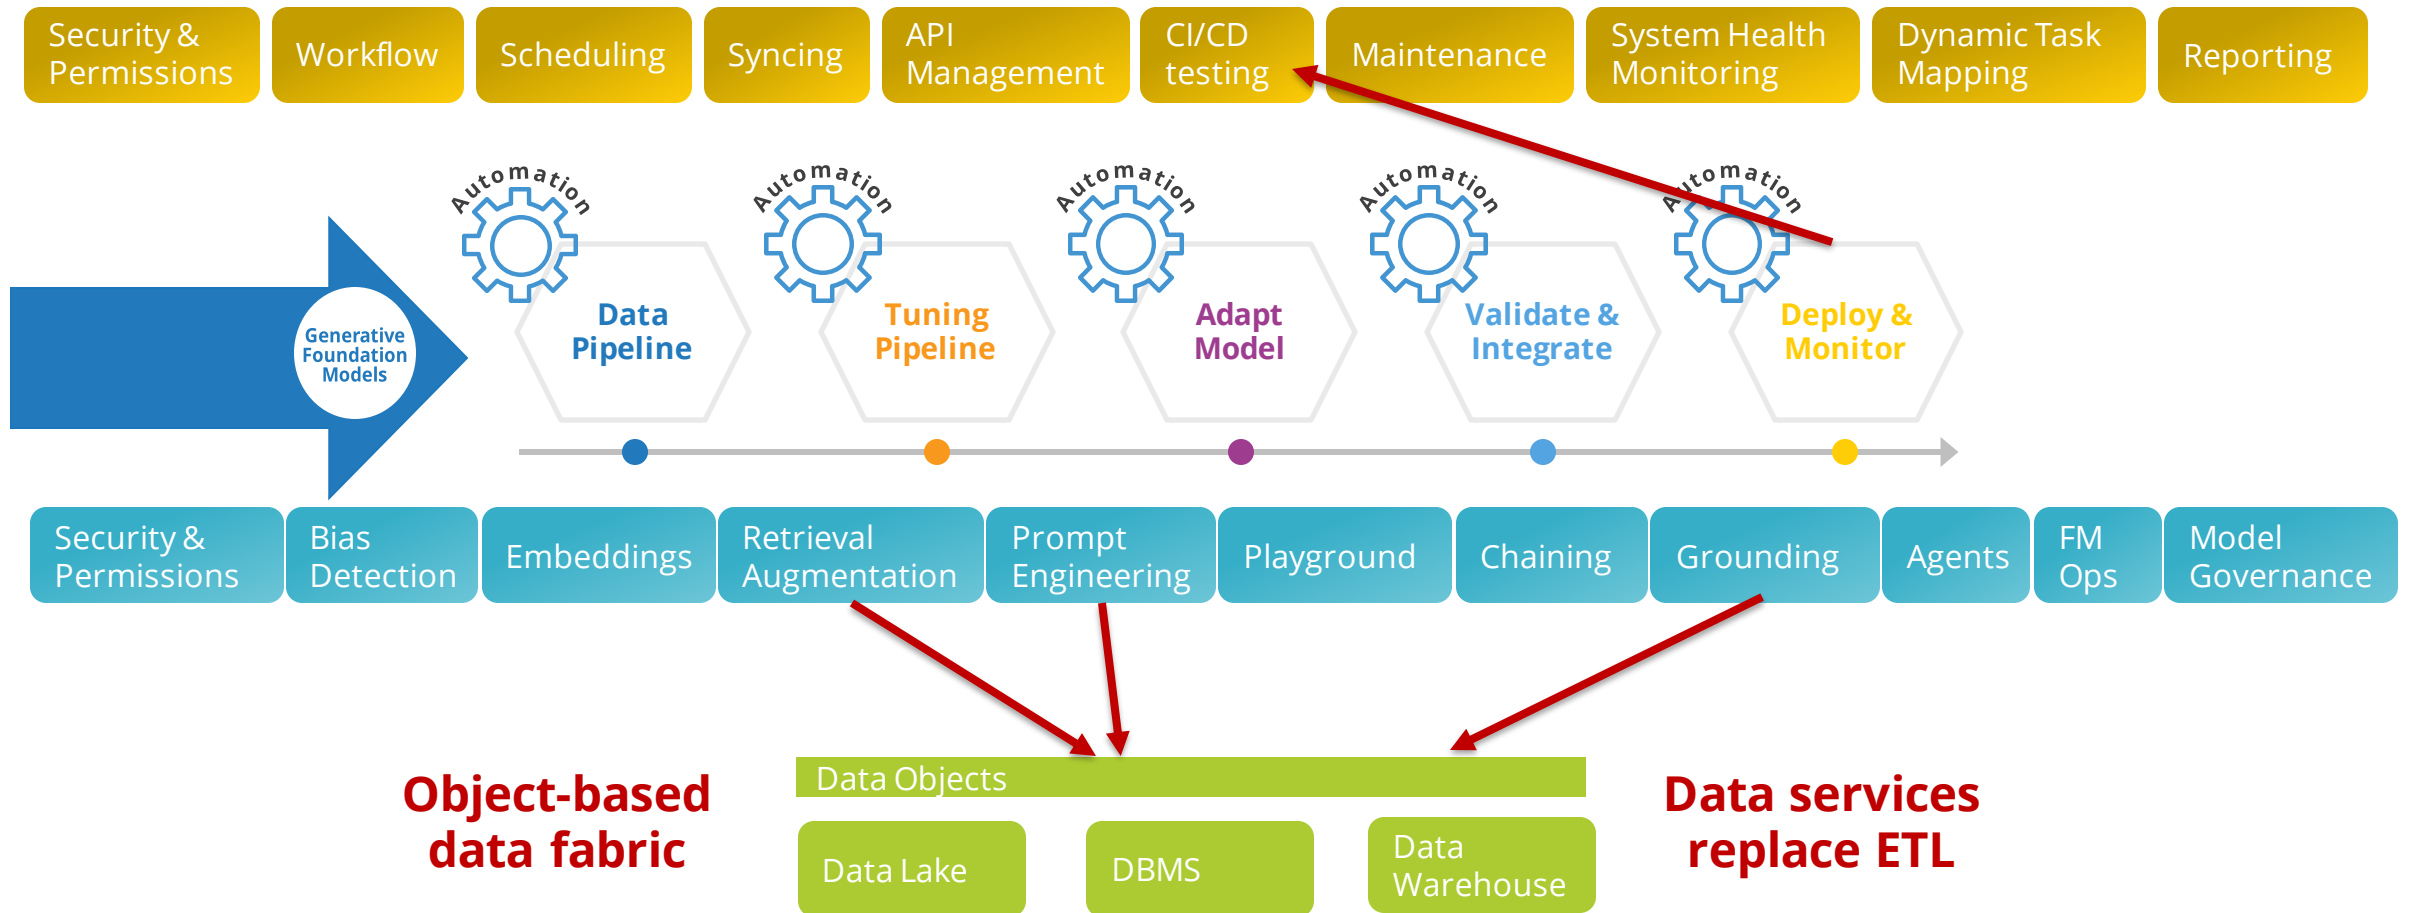 Security &
Permissions
Workflow
Scheduling
Syncing
API
Management
CI/CD
testing
Maintenance
System Health
Monitoring
Dynamic Task
Mapping
Reporting
Automation
Automation
Automation
Automation
Automation
Generative
Foundation
Models
Data
Pipeline
Tuning
Pipeline
Adapt
Model
Validate &
Integrate
Deploy &
Monitor
Security &
Permissions
Bias
Detection
Embeddings
Retrieval
Augmentation
Prompt
Engineering
Playground
Chaining
Grounding
Agents
FM
Ops
Model
Governance
Object-based
data fabric
Data Objects
Data Lake
DBMS
Data
Warehouse
Data services
replace ETL